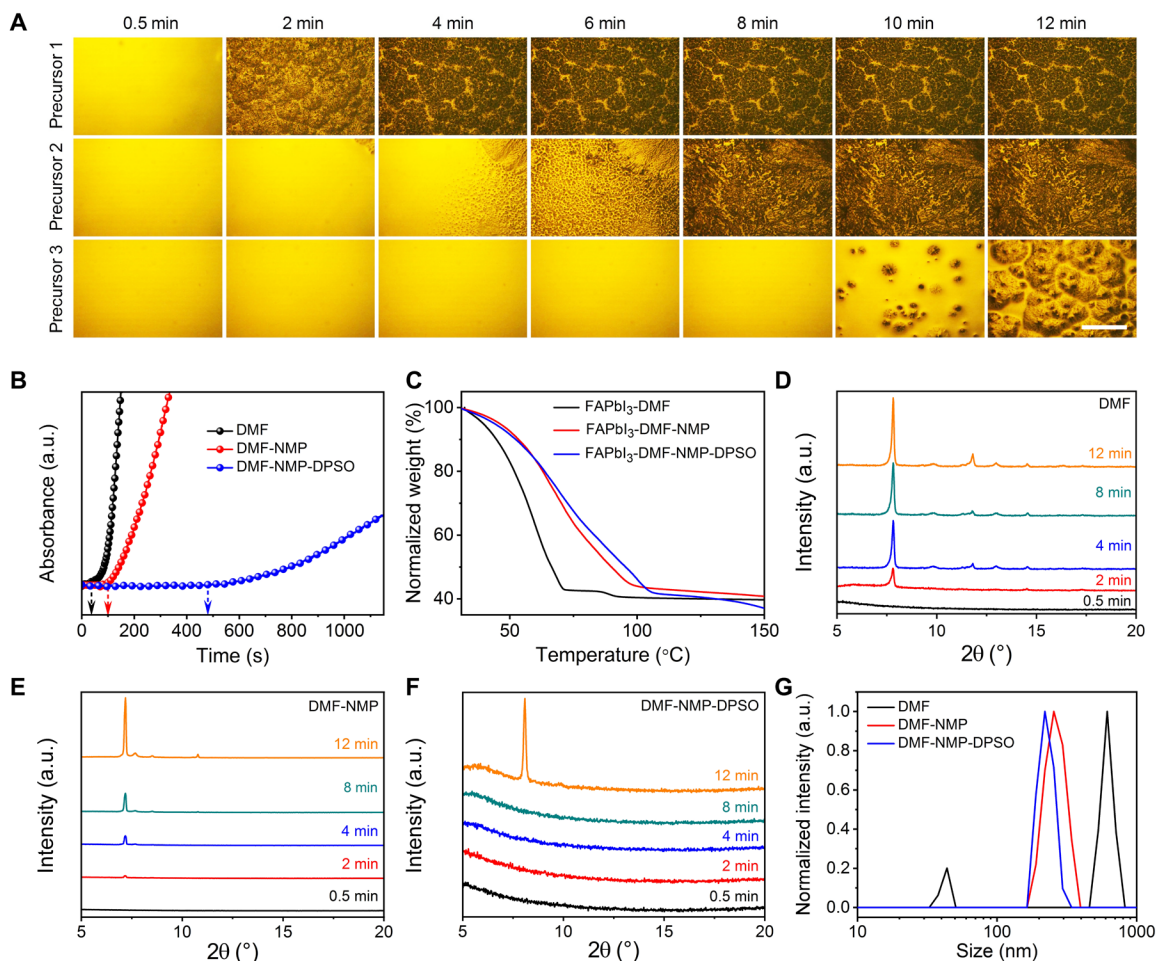 A
0.5 min 2 min 4 min 6 min 8 min 10 min 12 min
Precursor 1
Precursor 2
Precursor 3
B
Absorbance (a.u.)
DMF
DMF-NMP
DMF-NMP-DPSO
0 200 400 600 800 1000
Time (s)
C
Normalized weight (%)
100
80
60
40
FAPbI₃-DMF
FAPbI₃-DMF-NMP
FAPbI₃-DMF-NMP-DPSO
50 100 150
Temperature (°C)
D
Intensity (a.u.)
DMF
12 min
8 min
4 min
2 min
0.5 min
5 10 15 20
2θ (°)
E
Intensity (a.u.)
DMF-NMP
12 min
8 min
4 min
2 min
0.5 min
5 10 15 20
2θ (°)
F
Intensity (a.u.)
DMF-NMP-DPSO
12 min
8 min
4 min
2 min
0.5 min
5 10 15 20
2θ (°)
G
Normalized intensity (a.u.)
1.0
0.8
0.6
0.4
0.2
0.0
DMF
DMF-NMP
DMF-NMP-DPSO
10 100 1000
Size (nm)